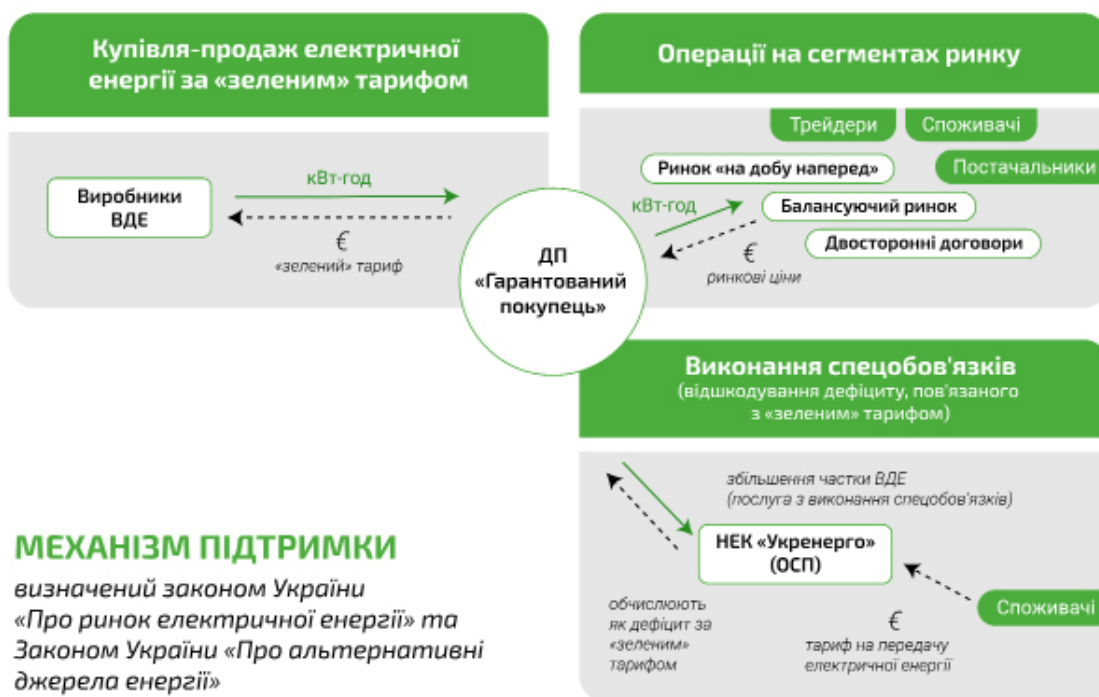 Купівля-продаж електричної
енергії за «зеленим» тарифом
Виробники
ВДЕ
кВт-год
€
«зелений» тариф
ДП
«Гарантований
покупець»
Операції на сегментах ринку
Трейдери
Споживачі
Ринок «на добу наперед»
Постачальники
кВт-год
Балансуючий ринок
Двосторонні договори
€
ринкові ціни
Виконання спецобов'язків
(відшкодування дефіциту, пов'язаного
з «зеленим» тарифом)
збільшення частки ВДЕ
(послуга з виконання спецобов'язків)
НЕК «Укренерго»
(ОСП)
обчислюють
як дефіцит за
«зеленим»
тарифом
€
тариф на передачу
електричної енергії
Споживачі
МЕХАНІЗМ ПІДТРИМКИ
визначений законом України
«Про ринок електричної енергії» та
Законом України «Про альтернативні
джерела енергії»